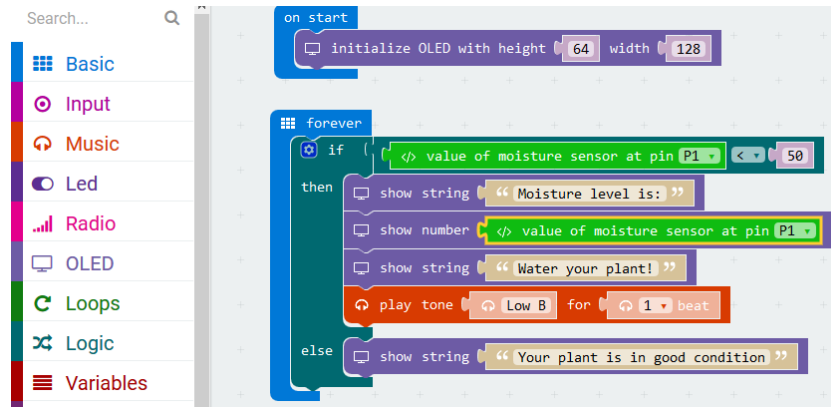 Search...
Basic
Input
Music
Led
Radio
OLED
Loops
Logic
Variables
on start
initialize OLED with height 64 width 128
forever
if </> value of moisture sensor at pin P1 < 50
then show string “ Moisture level is: ”
show number </> value of moisture sensor at pin P1
show string “ Water your plant! ”
play tone Low B for 1 beat
else show string “ Your plant is in good condition ”